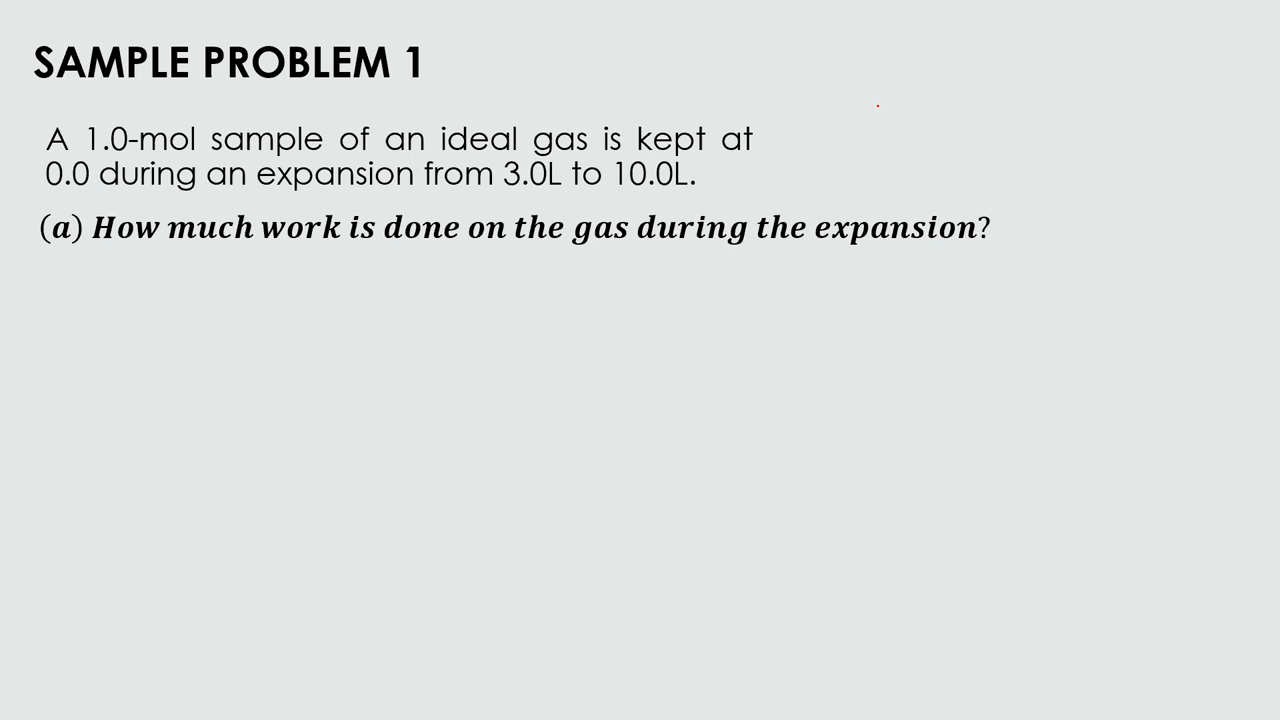 SAMPLE PROBLEM 1
A 1.0-mol sample of an ideal gas is kept at
0.0 during an expansion from 3.0L to 10.0L.
(a) How much work is done on the gas during the expansion?